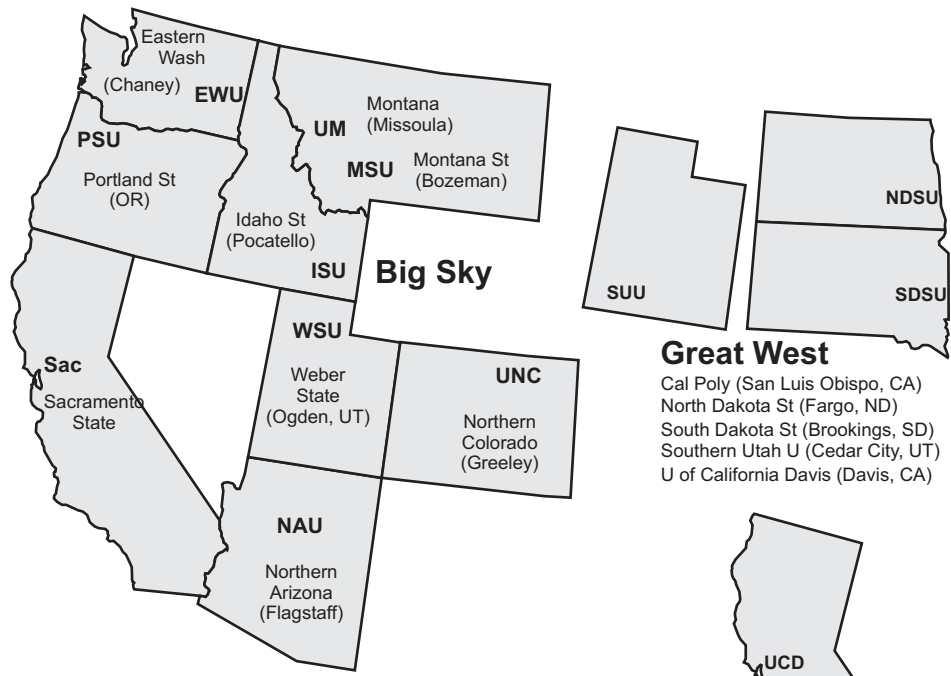 Eastern
Wash
(Chaney)
EWU
PSU
Portland St
(OR)
UM
Montana
(Missoula)
MSU
Montana St
(Bozeman)
Idaho St
(Pocatello)
ISU
Big Sky
Sac
Sacramento
State
WSU
Weber
State
(Ogden, UT)
UNC
Northern
Colorado
(Greeley)
NAU
Northern
Arizona
(Flagstaff)
SUU
NDSU
SDSU
Great West
Cal Poly (San Luis Obispo, CA)
North Dakota St (Fargo, ND)
South Dakota St (Brookings, SD)
Southern Utah U (Cedar City, UT)
U of California Davis (Davis, CA)
UCD